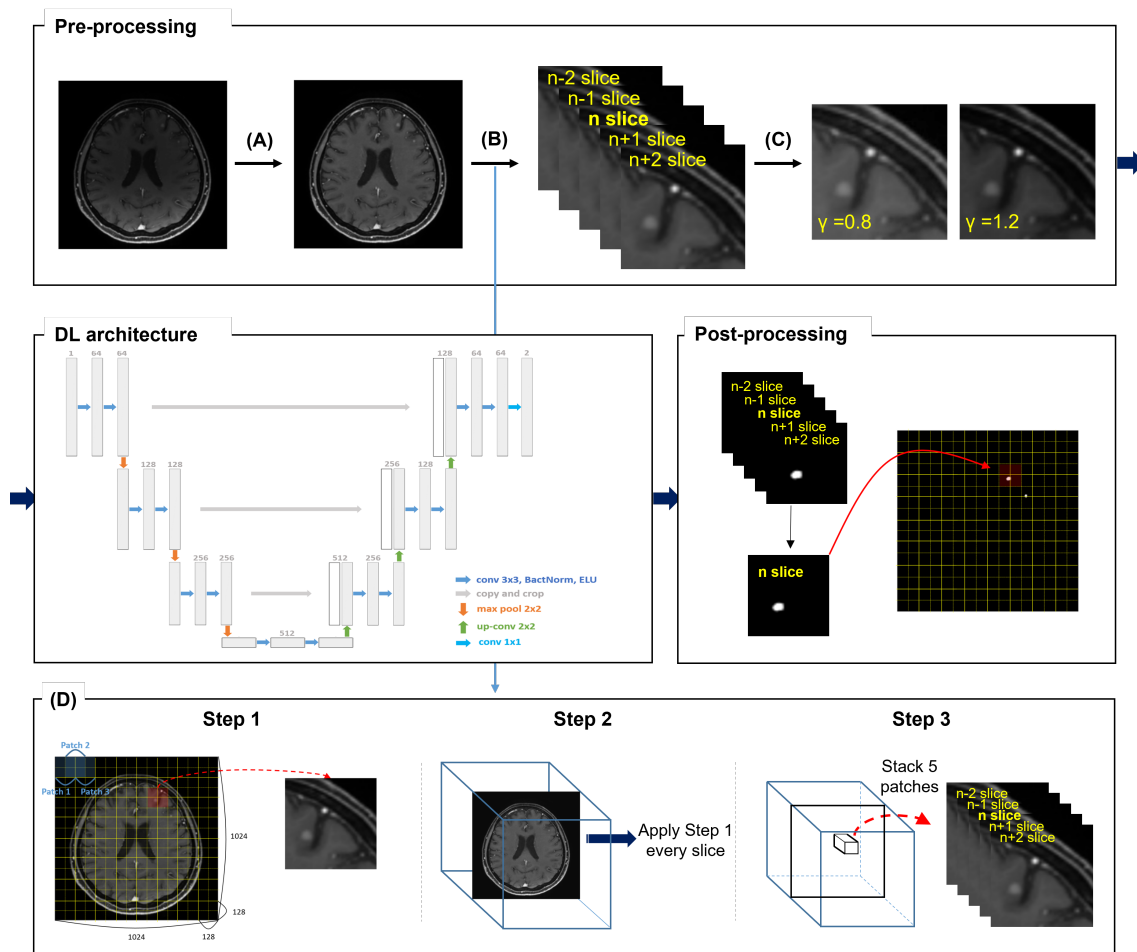 Pre-processing
(A)
(B)
n-2 slice
n-1 slice
n slice
n+1 slice
n+2 slice
(C)
γ =0.8
γ =1.2
DL architecture
1 64 64
128 64 64 2
128 128
256 128
256 256
512 256
512
conv 3x3, BactNorm, ELU
copy and crop
max pool 2x2
up-conv 2x2
conv 1x1
Post-processing
n-2 slice
n-1 slice
n slice
n+1 slice
n+2 slice
n slice
(D)
Step 1
Patch 2
Patch 1 Patch 3
1024
128
1024 128
Step 2
Apply Step 1
every slice
Step 3
Stack 5
patches
n-2 slice
n-1 slice
n slice
n+1 slice
n+2 slice